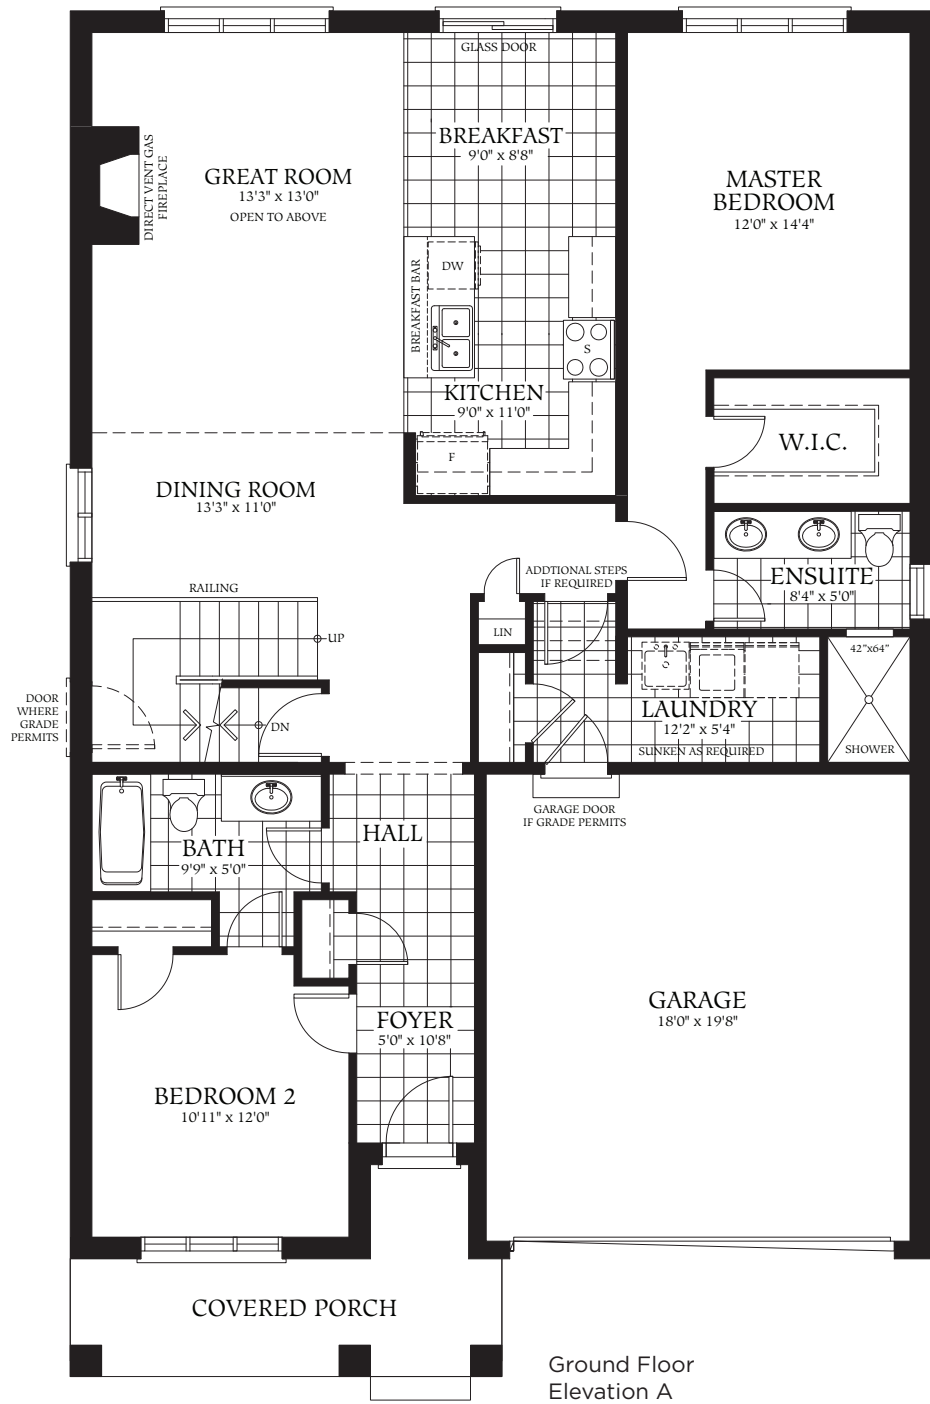 GLASS DOOR
BREAKFAST
9'0" x 8'8"
DIRECT VENT GAS
FIREPLACE
GREAT ROOM
13'3" x 13'0"
OPEN TO ABOVE
MASTER
BEDROOM
12'0" x 14'4"
BREAKFAST BAR
DW
S
KITCHEN
9'0" x 11'0"
F
W.I.C.
DINING ROOM
13'3" x 11'0"
ADDTIONAL STEPS
IF REQUIRED
ENSUITE
8'4" x 5'0"
RAILING
UP
LIN
42"x64"
SHOWER
DOOR
WHERE
GRADE
PERMITS
DN
LAUNDRY
12'2" x 5'4"
SUNKEN AS REQUIRED
GARAGE DOOR
IF GRADE PERMITS
HALL
BATH
9'9" x 5'0"
GARAGE
18'0" x 19'8"
FOYER
5'0" x 10'8"
BEDROOM 2
10'11" x 12'0"
COVERED PORCH
Ground Floor
Elevation A